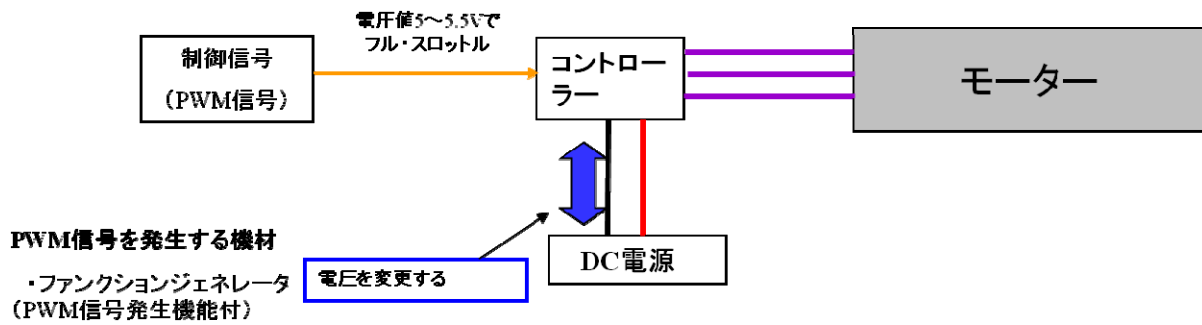 電圧値5～5.5Vで
フル・スロットル
制御信号
（PWM信号）
コントロー
ラー
モーター
PWM信号を発生する機材
・ファンクションジェネレータ
（PWM信号発生機能付）
電圧を変更する
DC電源